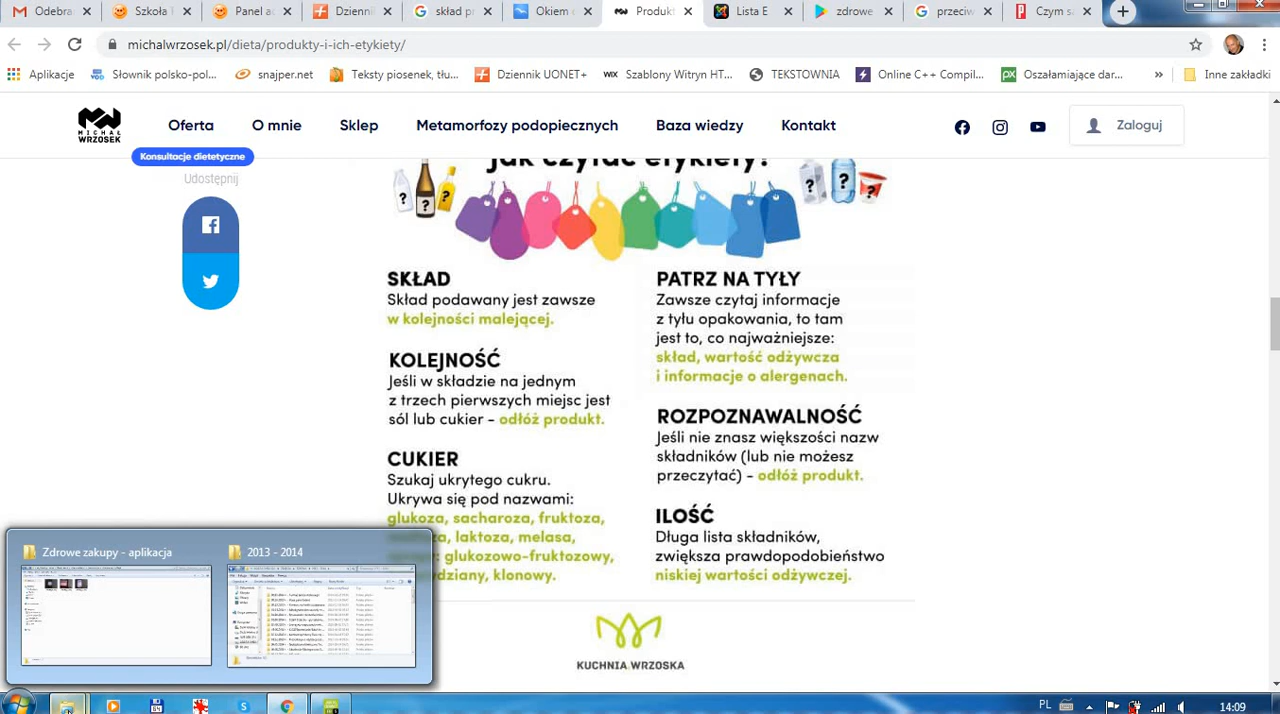 Odebra
Szkoła T
Panel ac
Dzienni
skład pr
Okiem
Produkt
Lista E
zdrowe
przeciw
Czym sa
michalwrzosek.pl/dieta/produkty-i-ich-etykiety/
Aplikacje
Słownik polsko-pol...
snajper.net
Teksty piosenek, tłu...
Dziennik UONET+
WIX Szablony Witryn HT...
TEKSTOWNIA
Online C++ Compil...
Oszałamiające dar...
»
Inne zakładki
MICHAŁ
WRZOSEK
Oferta
O mnie
Sklep
Metamorfozy podopiecznych
Baza wiedzy
Kontakt
Zaloguj
Konsultacje dietetyczne
Udostępnij
Jak czytać etykiety?
SKŁAD
Skład podawany jest zawsze
w kolejności malejącej.
KOLEJNOŚĆ
Jeśli w składzie na jednym
z trzech pierwszych miejsc jest
sól lub cukier - odłóż produkt.
CUKIER
Szukaj ukrytego cukru.
Ukrywa się pod nazwami:
glukoza, sacharoza, fruktoza,
laktoza, melasa,
glukozowo-fruktozowy,
klonowy.
PATRZ NA TYŁY
Zawsze czytaj informacje
z tyłu opakowania, to tam
jest to, co najważniejsze:
skład, wartość odżywcza
i informacje o alergenach.
ROZPOZNAWALNOŚĆ
Jeśli nie znasz większości nazw
składników (lub nie możesz
przeczytać) - odłóż produkt.
ILOŚĆ
Długa lista składników,
zwiększa prawdopodobieństwo
niskiej wartości odżywczej.
KUCHNIA WRZOSKA
Zdrowe zakupy - aplikacja
2013 - 2014
PL
14:09